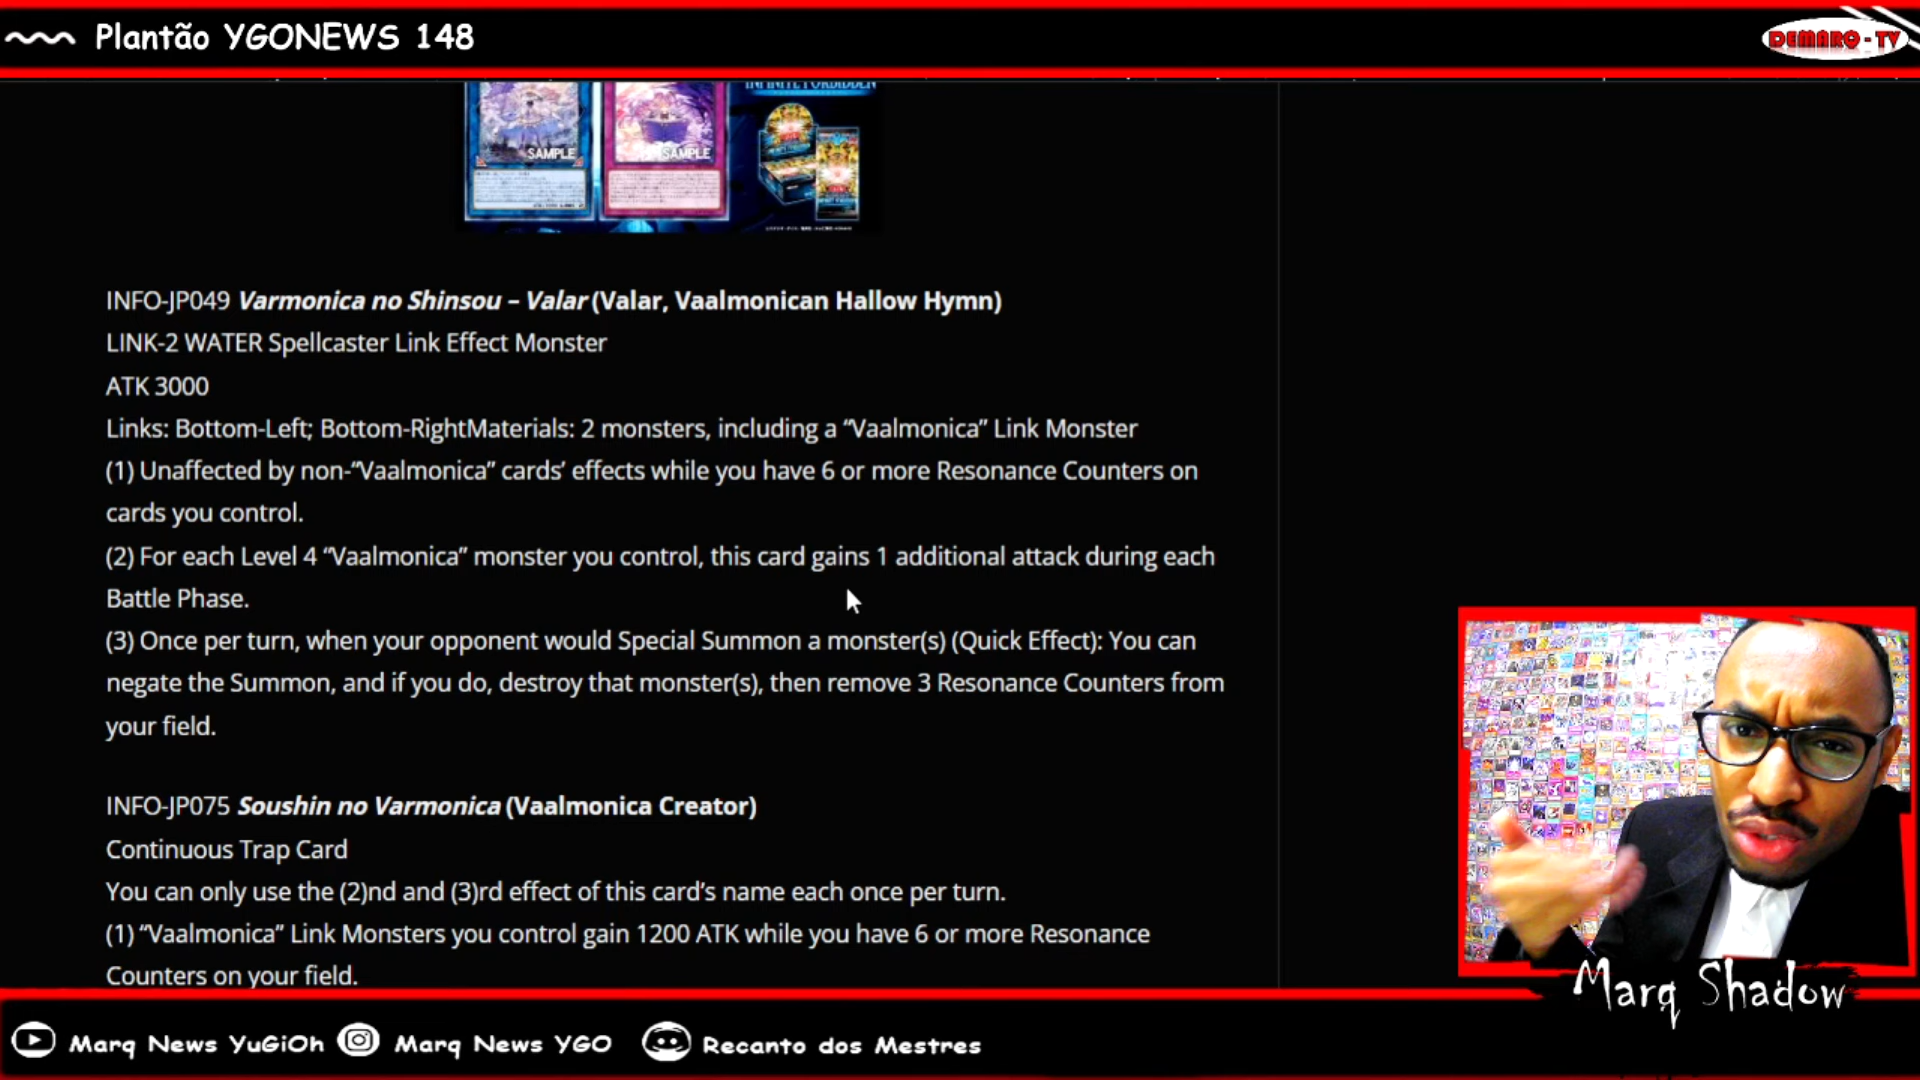 Plantão YGONEWS 148
DEMARQ-TV
INFINITE FORBIDDEN
SAMPLE
SAMPLE
INFO-JP049 Varmonica no Shinsou – Valar (Valar, Vaalmonican Hallow Hymn)
LINK-2 WATER Spellcaster Link Effect Monster
ATK 3000
Links: Bottom-Left; Bottom-RightMaterials: 2 monsters, including a “Vaalmonica” Link Monster
(1) Unaffected by non-“Vaalmonica” cards’ effects while you have 6 or more Resonance Counters on
cards you control.
(2) For each Level 4 “Vaalmonica” monster you control, this card gains 1 additional attack during each
Battle Phase.
(3) Once per turn, when your opponent would Special Summon a monster(s) (Quick Effect): You can
negate the Summon, and if you do, destroy that monster(s), then remove 3 Resonance Counters from
your field.
INFO-JP075 Soushin no Varmonica (Vaalmonica Creator)
Continuous Trap Card
You can only use the (2)nd and (3)rd effect of this card’s name each once per turn.
(1) “Vaalmonica” Link Monsters you control gain 1200 ATK while you have 6 or more Resonance
Counters on your field.
Marq Shadow
Marq News YuGiOh
Marq News YGO
Recanto dos Mestres